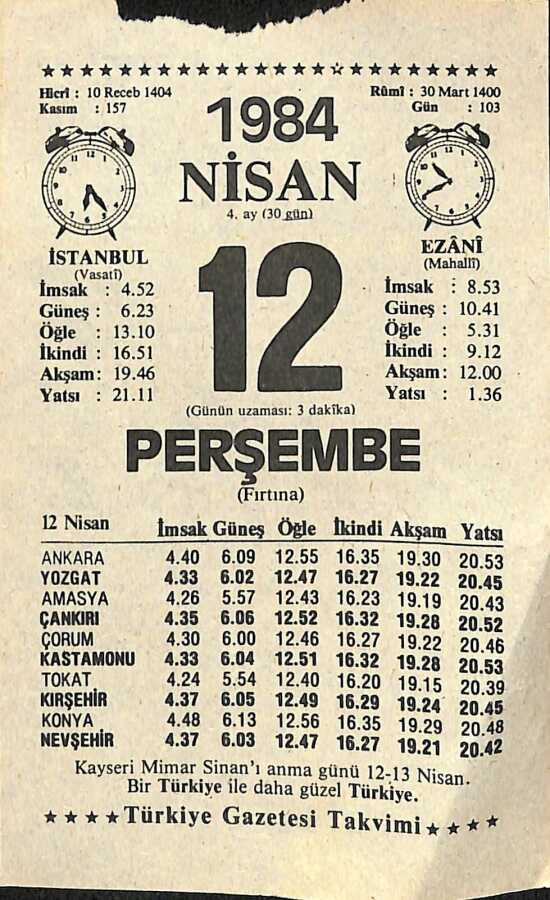 ★★★★★★★★★★★★★★★★★★★★★★
Hicrî : 10 Receb 1404
Kasım : 157
Rûmî : 30 Mart 1400
Gün : 103
1984
NİSAN
4. ay (30 gün)
12
(Günün uzaması: 3 dakika)
İSTANBUL
(Vasatî)
İmsak : 4.52
Güneş : 6.23
Öğle : 13.10
İkindi : 16.51
Akşam : 19.46
Yatsı : 21.11
EZÂNÎ
(Mahallî)
İmsak : 8.53
Güneş : 10.41
Öğle : 5.31
İkindi : 9.12
Akşam : 12.00
Yatsı : 1.36
PERŞEMBE
(Fırtına)
12 Nisan İmsak Güneş Öğle İkindi Akşam Yatsı
ANKARA 4.40 6.09 12.55 16.35 19.30 20.53
YOZGAT 4.33 6.02 12.47 16.27 19.22 20.45
AMASYA 4.26 5.57 12.43 16.23 19.19 20.43
ÇANKIRI 4.35 6.06 12.52 16.32 19.28 20.52
ÇORUM 4.30 6.00 12.46 16.27 19.22 20.46
KASTAMONU 4.33 6.04 12.51 16.32 19.28 20.53
TOKAT 4.24 5.54 12.40 16.20 19.15 20.39
KIRŞEHİR 4.37 6.05 12.49 16.29 19.24 20.45
KONYA 4.48 6.13 12.56 16.35 19.29 20.48
NEVŞEHİR 4.37 6.03 12.47 16.27 19.21 20.42
Kayseri Mimar Sinan'ı anma günü 12-13 Nisan.
Bir Türkiye ile daha güzel Türkiye.
★★★★Türkiye Gazetesi Takvimi★★★★